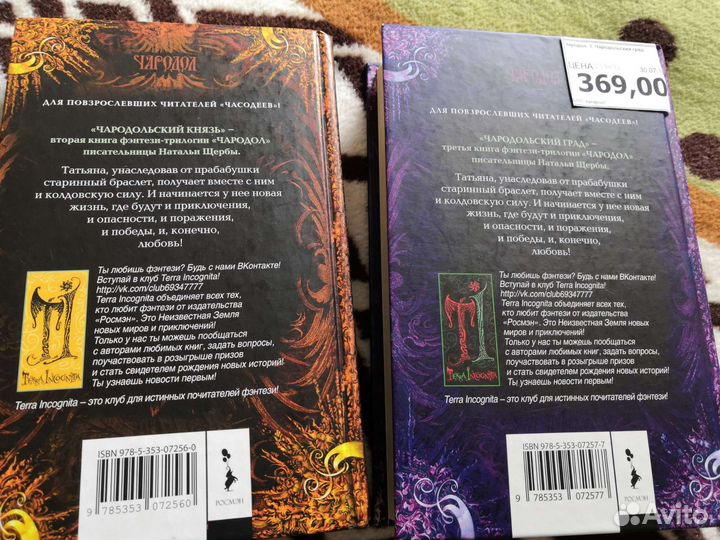 ЧАРОДОЛ
ДЛЯ ПОВЗРОСЛЕВШИХ ЧИТАТЕЛЕЙ «ЧАСОДЕЕВ»!
«ЧАРОДОЛЬСКИЙ КНЯЗЬ» –
вторая книга фэнтези-трилогии «ЧАРОДОЛ»
писательницы Натальи Щербы.
Татьяна, унаследовав от прабабушки
старинный браслет, получает вместе с ним
и колдовскую силу. И начинается у нее новая
жизнь, где будут и приключения,
и опасности, и поражения,
и победы, и, конечно,
любовь!
Ты любишь фэнтези? Будь с нами ВКонтакте!
Вступай в клуб Terra Incognita!
http://vk.com/club69347777
Terra Incognita объединяет всех тех,
кто любит фэнтези от издательства
«Росмэн». Это Неизвестная Земля
новых миров и приключений!
Только у нас ты можешь пообщаться
с авторами любимых книг, задать вопросы,
поучаствовать в розыгрыше призов
и стать свидетелем рождения новых историй!
Ты узнаешь новости первым!
TERRA INCOGNITA
Terra Incognita – это клуб для истинных почитателей фэнтези!
ISBN 978-5-353-07256-0
9 785353 072560
РОСМЭН
Чародол. 3. Чародольский град
ЦЕНА
30.07
369,00
ЧАРОДОЛ
ДЛЯ ПОВЗРОСЛЕВШИХ ЧИТАТЕЛЕЙ «ЧАСОДЕЕВ»!
«ЧАРОДОЛЬСКИЙ ГРАД» –
третья книга фэнтези-трилогии «ЧАРОДОЛ»
писательницы Натальи Щербы.
Татьяна, унаследовав от прабабушки
старинный браслет, получает вместе с ним
и колдовскую силу. И начинается у нее новая
жизнь, где будут и приключения,
и опасности, и поражения,
и победы, и, конечно,
любовь!
Ты любишь фэнтези? Будь с нами ВКонтакте!
Вступай в клуб Terra Incognita!
http://vk.com/club69347777
Terra Incognita объединяет всех тех,
кто любит фэнтези от издательства
«Росмэн». Это Неизвестная Земля новых
миров и приключений!
Только у нас ты можешь пообщаться
с авторами любимых книг, задать вопросы,
поучаствовать в розыгрыше призов
и стать свидетелем рождения новых историй!
Ты узнаешь новости первым!
TERRA INCOGNITA
Terra Incognita – это клуб для истинных почитателей фэнтези!
ISBN 978-5-353-07257-7
9 785353 072577
РОСМЭН
Avito